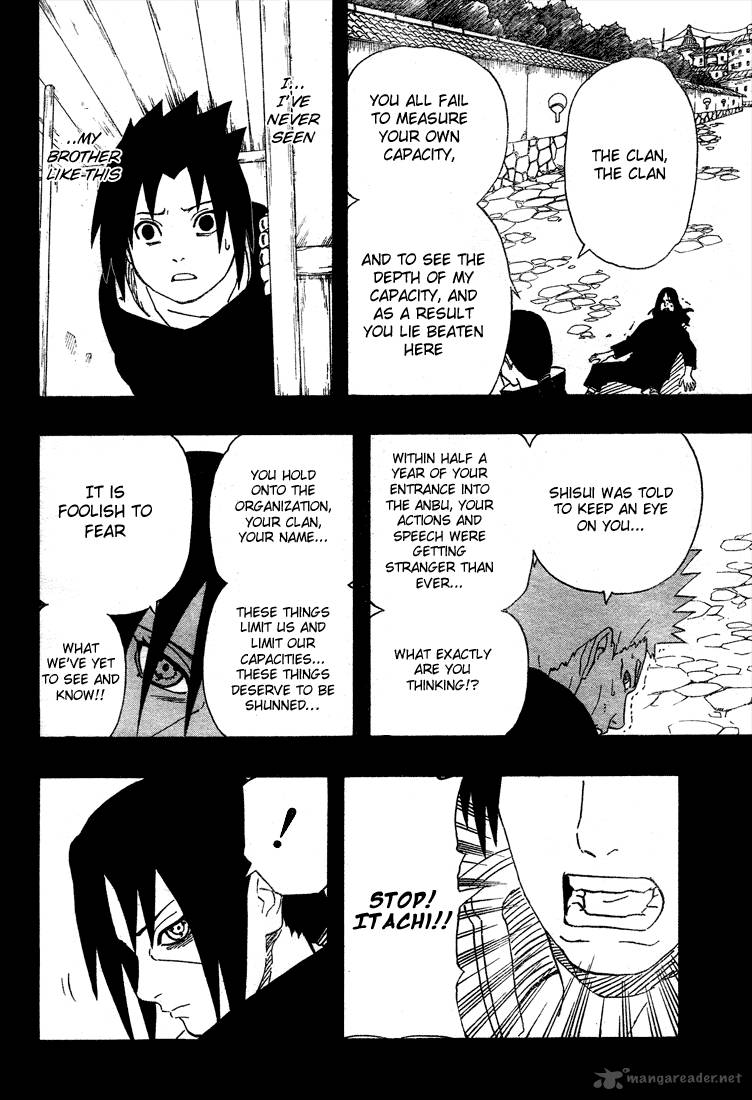 THE CLAN,
THE CLAN
YOU ALL FAIL
TO MEASURE
YOUR OWN
CAPACITY,
AND TO SEE THE
DEPTH OF MY
CAPACITY, AND
AS A RESULT
YOU LIE BEATEN
HERE
I...
I'VE
NEVER
SEEN
..MY
BROTHER
LIKE THIS
SHISUI WAS TOLD
TO KEEP AN EYE
ON YOU...
WITHIN HALF A
YEAR OF YOUR
ENTRANCE INTO
THE ANBU, YOUR
ACTIONS AND
SPEECH WERE
GETTING
STRANGER THAN
EVER...
WHAT EXACTLY
ARE YOU
THINKING!?
YOU HOLD
ONTO THE
ORGANIZATION,
YOUR CLAN,
YOUR NAME...
THESE THINGS
LIMIT US AND
LIMIT OUR
CAPACITIES...
THESE THINGS
DESERVE TO BE
SHUNNED...
IT IS
FOOLISH TO
FEAR
WHAT
WE'VE YET
TO SEE AND
KNOW!!
STOP!
ITACHI!!
!
mangareader.net